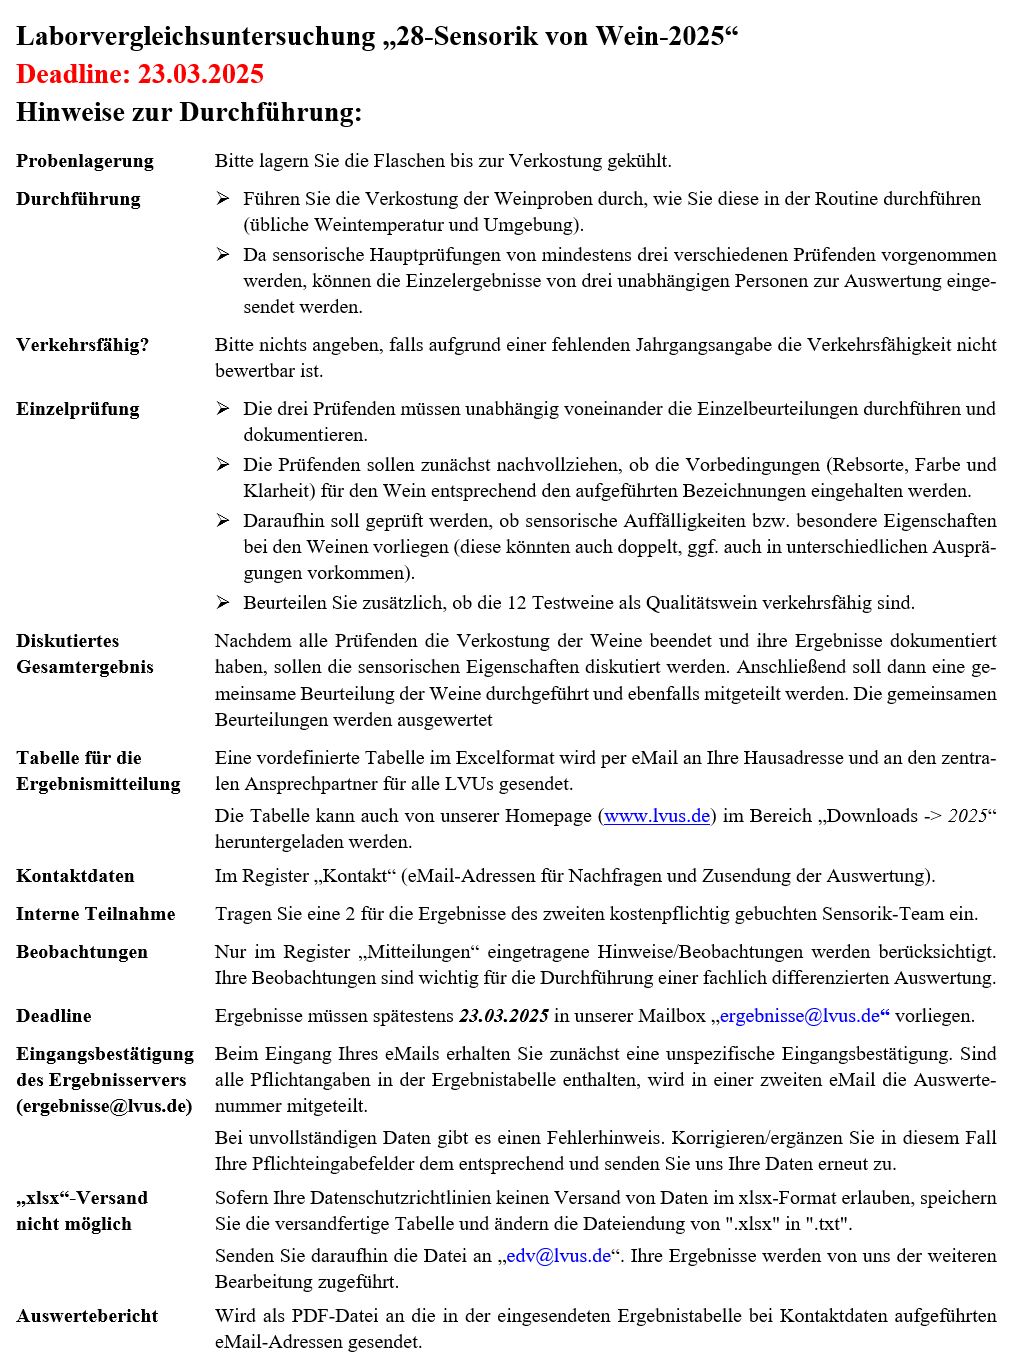 Laborvergleichsuntersuchung „28-Sensorik von Wein-2025“
Deadline: 23.03.2025
Hinweise zur Durchführung:
Probenlagerung Bitte lagern Sie die Flaschen bis zur Verkostung gekühlt.
Durchführung ➢ Führen Sie die Verkostung der Weinproben durch, wie Sie diese in der Routine durchführen
(übliche Weintemperatur und Umgebung).
➢ Da sensorische Hauptprüfungen von mindestens drei verschiedenen Prüfenden vorgenommen
werden, können die Einzelergebnisse von drei unabhängigen Personen zur Auswertung einge-
sendet werden.
Verkehrsfähig? Bitte nichts angeben, falls aufgrund einer fehlenden Jahrgangsangabe die Verkehrsfähigkeit nicht
bewertbar ist.
Einzelprüfung ➢ Die drei Prüfenden müssen unabhängig voneinander die Einzelbeurteilungen durchführen und
dokumentieren.
➢ Die Prüfenden sollen zunächst nachvollziehen, ob die Vorbedingungen (Rebsorte, Farbe und
Klarheit) für den Wein entsprechend den aufgeführten Bezeichnungen eingehalten werden.
➢ Daraufhin soll geprüft werden, ob sensorische Auffälligkeiten bzw. besondere Eigenschaften
bei den Weinen vorliegen (diese könnten auch doppelt, ggf. auch in unterschiedlichen Ausprä-
gungen vorkommen).
➢ Beurteilen Sie zusätzlich, ob die 12 Testweine als Qualitätswein verkehrsfähig sind.
Diskutiertes Nachdem alle Prüfenden die Verkostung der Weine beendet und ihre Ergebnisse dokumentiert
Gesamtergebnis haben, sollen die sensorischen Eigenschaften diskutiert werden. Anschließend soll dann eine ge-
meinsame Beurteilung der Weine durchgeführt und ebenfalls mitgeteilt werden. Die gemeinsamen
Beurteilungen werden ausgewertet
Tabelle für die Eine vordefinierte Tabelle im Excelformat wird per eMail an Ihre Hausadresse und an den zentra-
Ergebnismitteilung len Ansprechpartner für alle LVUs gesendet.
Die Tabelle kann auch von unserer Homepage (www.lvus.de) im Bereich „Downloads -> 2025“
heruntergeladen werden.
Kontaktdaten Im Register „Kontakt“ (eMail-Adressen für Nachfragen und Zusendung der Auswertung).
Interne Teilnahme Tragen Sie eine 2 für die Ergebnisse des zweiten kostenpflichtig gebuchten Sensorik-Team ein.
Beobachtungen Nur im Register „Mitteilungen“ eingetragene Hinweise/Beobachtungen werden berücksichtigt.
Ihre Beobachtungen sind wichtig für die Durchführung einer fachlich differenzierten Auswertung.
Deadline Ergebnisse müssen spätestens 23.03.2025 in unserer Mailbox „ergebnisse@lvus.de“ vorliegen.
Eingangsbestätigung Beim Eingang Ihres eMails erhalten Sie zunächst eine unspezifische Eingangsbestätigung. Sind
des Ergebnisservers alle Pflichtangaben in der Ergebnistabelle enthalten, wird in einer zweiten eMail die Auswerte-
(ergebnisse@lvus.de) nummer mitgeteilt.
Bei unvollständigen Daten gibt es einen Fehlerhinweis. Korrigieren/ergänzen Sie in diesem Fall
Ihre Pflichteingabefelder dem entsprechend und senden Sie uns Ihre Daten erneut zu.
„xlsx“-Versand Sofern Ihre Datenschutzrichtlinien keinen Versand von Daten im xlsx-Format erlauben, speichern
nicht möglich Sie die versandfertige Tabelle und ändern die Dateiendung von ".xlsx" in ".txt".
Senden Sie daraufhin die Datei an „edv@lvus.de“. Ihre Ergebnisse werden von uns der weiteren
Bearbeitung zugeführt.
Auswertebericht Wird als PDF-Datei an die in der eingesendeten Ergebnistabelle bei Kontaktdaten aufgeführten
eMail-Adressen gesendet.